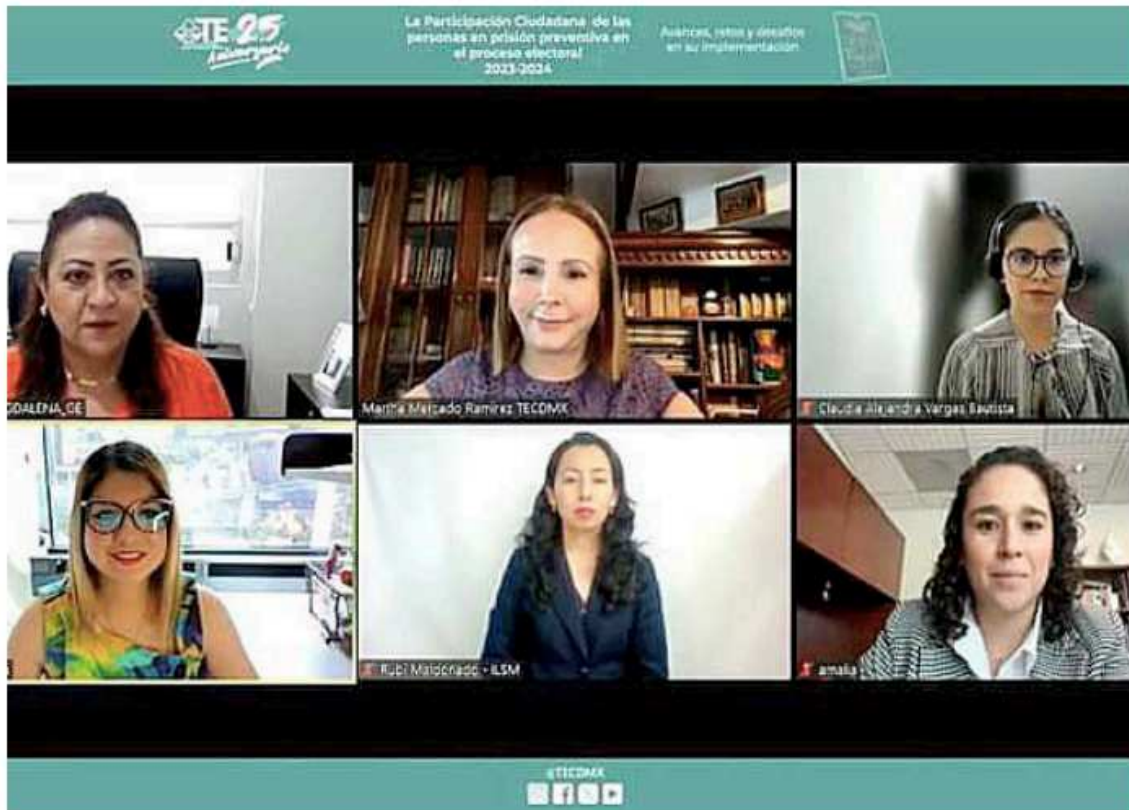 TE 25
Aniversario
La Participación Ciudadana de las
personas en prisión preventiva en
el proceso electoral
2023-2024
Avances, retos y desafíos
en su implementación
GDALENA_GE
Martha Mercado Ramírez TECDMX
Claudia Alejandra Vargas Bautista
Rubí Maldonado - ILSM
amalia
@TECDMX